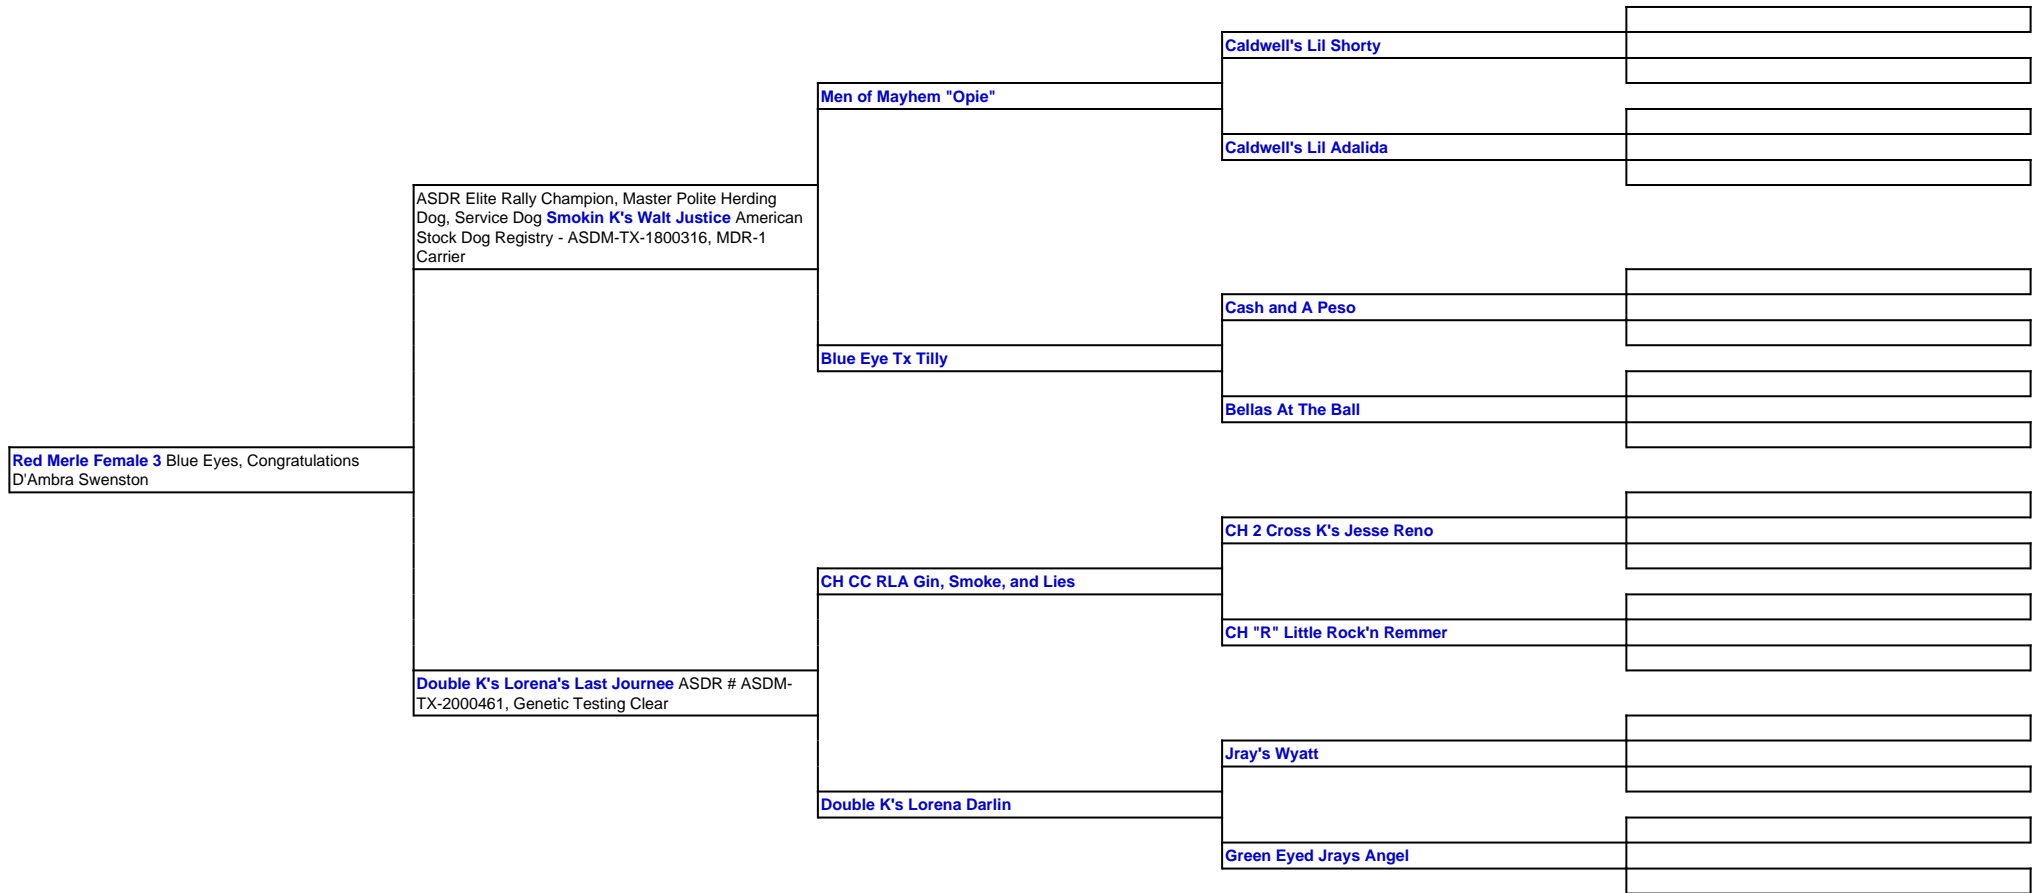 Caldwell's Lil Shorty
Men of Mayhem "Opie"
Caldwell's Lil Adalida
ASDR Elite Rally Champion, Master Polite Herding
Dog, Service Dog Smokin K's Walt Justice American
Stock Dog Registry - ASDM-TX-1800316, MDR-1
Carrier
Cash and A Peso
Blue Eye Tx Tilly
Bellas At The Ball
Red Merle Female 3 Blue Eyes, Congratulations
D'Ambra Swenston
CH 2 Cross K's Jesse Reno
CH CC RLA Gin, Smoke, and Lies
CH "R" Little Rock'n Remmer
Double K's Lorena's Last Journee ASDR # ASDM-
TX-2000461, Genetic Testing Clear
Jray's Wyatt
Double K's Lorena Darlin
Green Eyed Jrays Angel